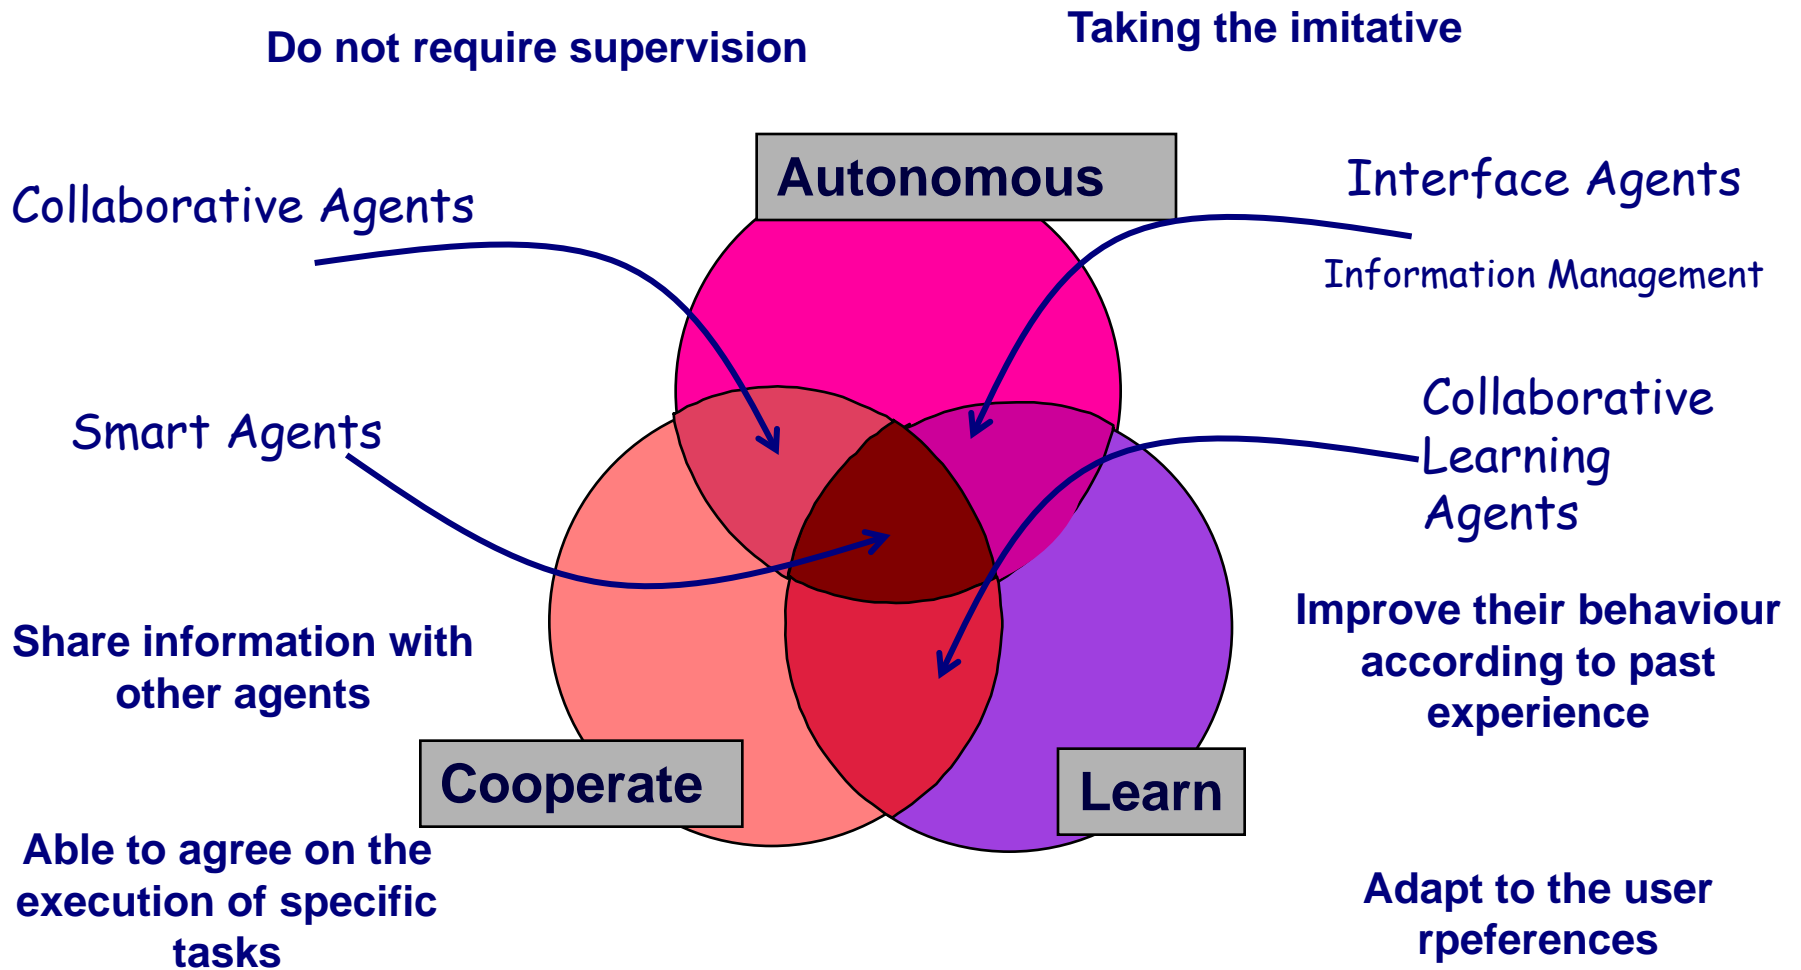 Do not require supervision
Taking the imitative
Autonomous
Collaborative Agents
Interface Agents
Information Management
Smart Agents
Collaborative
Learning
Agents
Share information with
other agents
Improve their behaviour
according to past
experience
Cooperate
Learn
Able to agree on the
execution of specific
tasks
Adapt to the user
rpeferences